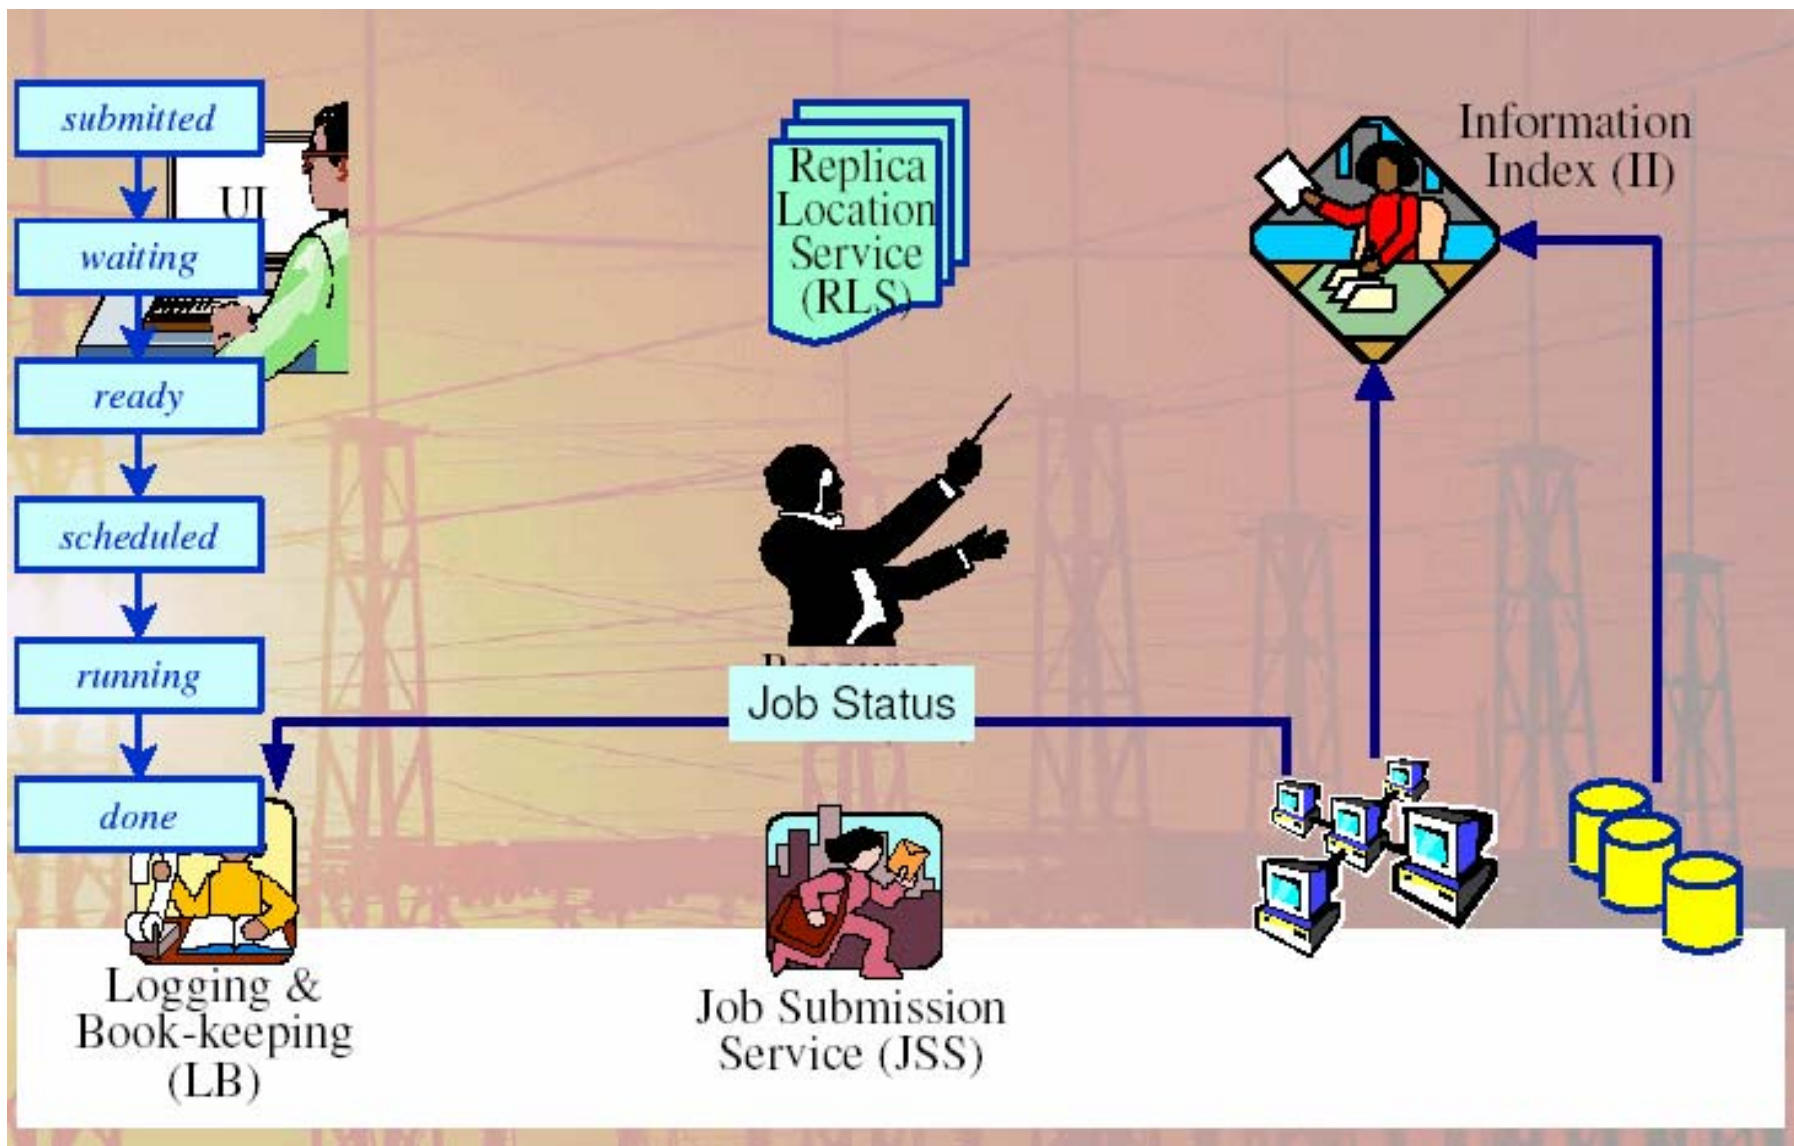 submitted
UI
waiting
ready
scheduled
running
done
Logging &
Book-keeping
(LB)
Replica
Location
Service
(RLS)
Job Status
Job Submission
Service (JSS)
Information
Index (II)